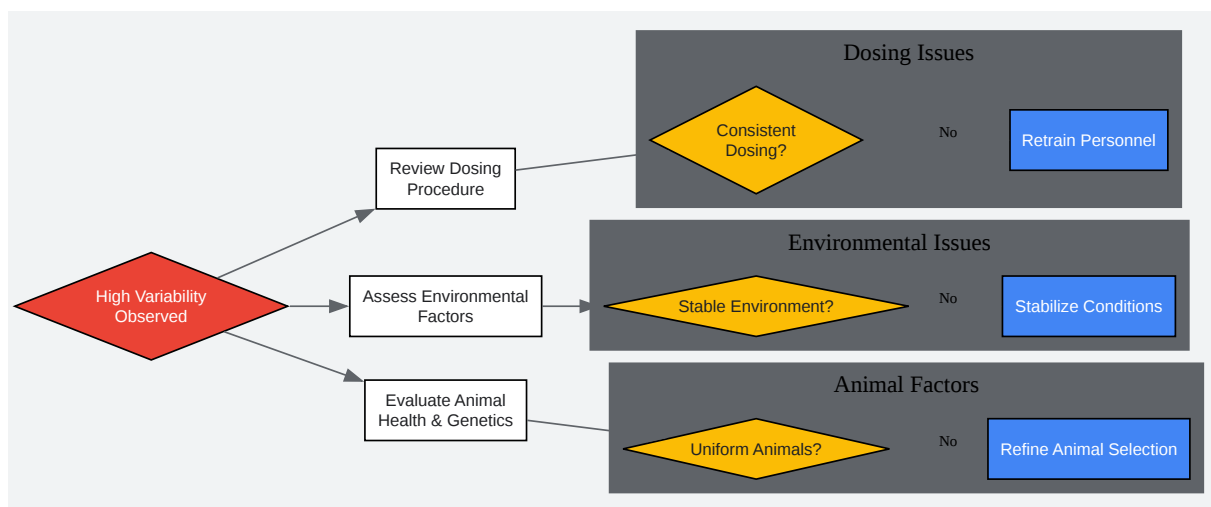 High Variability
Observed
Review Dosing
Procedure
Assess Environmental
Factors
Evaluate Animal
Health & Genetics
Dosing Issues
Consistent
Dosing?
No
Retrain Personnel
Environmental Issues
Stable Environment?
No
Stabilize Conditions
Animal Factors
Uniform Animals?
No
Refine Animal Selection